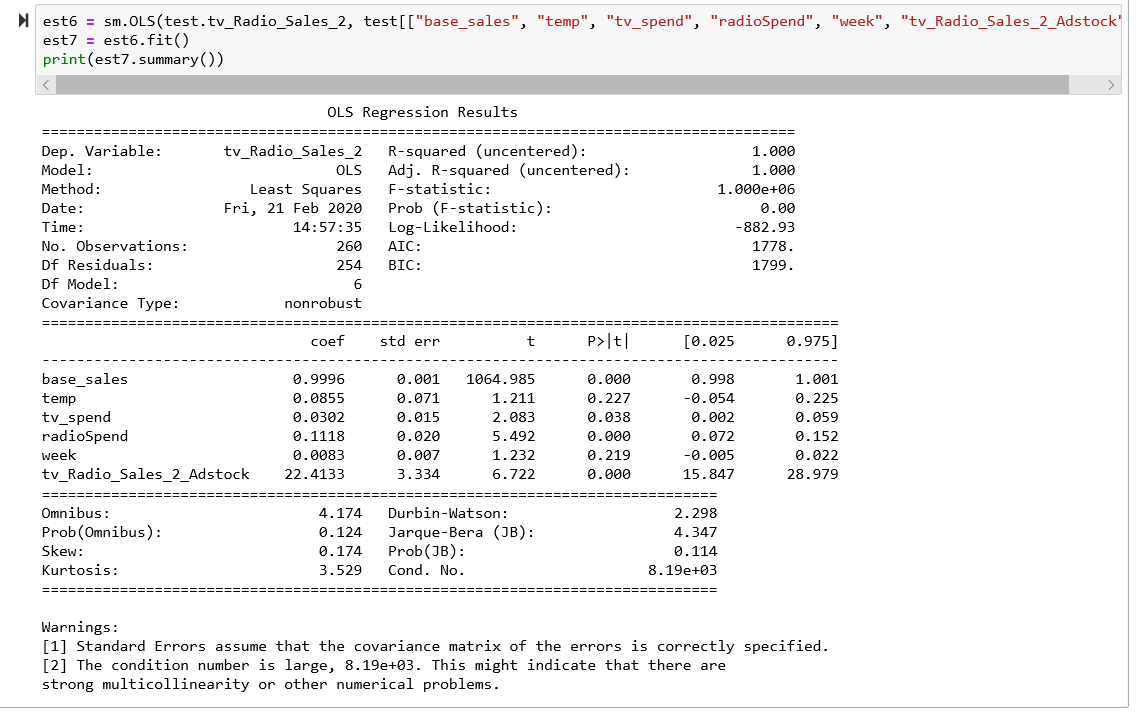 est6 = sm.OLS(test.tv_Radio_Sales_2, test[["base_sales", "temp", "tv_spend", "radioSpend", "week", "tv_Radio_Sales_2_Adstock"
est7 = est6.fit()
print(est7.summary())
OLS Regression Results
==============================================================================
Dep. Variable:       tv_Radio_Sales_2   R-squared (uncentered):                   1.000
Model:                            OLS   Adj. R-squared (uncentered):              1.000
Method:                 Least Squares   F-statistic:                          1.000e+06
Date:                Fri, 21 Feb 2020   Prob (F-statistic):                        0.00
Time:                        14:57:35   Log-Likelihood:                         -882.93
No. Observations:                 260   AIC:                                      1778.
Df Residuals:                     254   BIC:                                      1799.
Df Model:                           6
Covariance Type:            nonrobust
==============================================================================
coef    std err          t      P>|t|      [0.025      0.975]
------------------------------------------------------------------------------
base_sales                   0.9996      0.001   1064.985      0.000       0.998       1.001
temp                         0.0855      0.071      1.211      0.227      -0.054       0.225
tv_spend                     0.0302      0.015      2.083      0.038       0.002       0.059
radioSpend                   0.1118      0.020      5.492      0.000       0.072       0.152
week                         0.0083      0.007      1.232      0.219      -0.005       0.022
tv_Radio_Sales_2_Adstock    22.4133      3.334      6.722      0.000      15.847      28.979
==============================================================================
Omnibus:                        4.174   Durbin-Watson:                   2.298
Prob(Omnibus):                  0.124   Jarque-Bera (JB):                4.347
Skew:                           0.174   Prob(JB):                        0.114
Kurtosis:                       3.529   Cond. No.                     8.19e+03
==============================================================================
Warnings:
[1] Standard Errors assume that the covariance matrix of the errors is correctly specified.
[2] The condition number is large, 8.19e+03. This might indicate that there are
strong multicollinearity or other numerical problems.